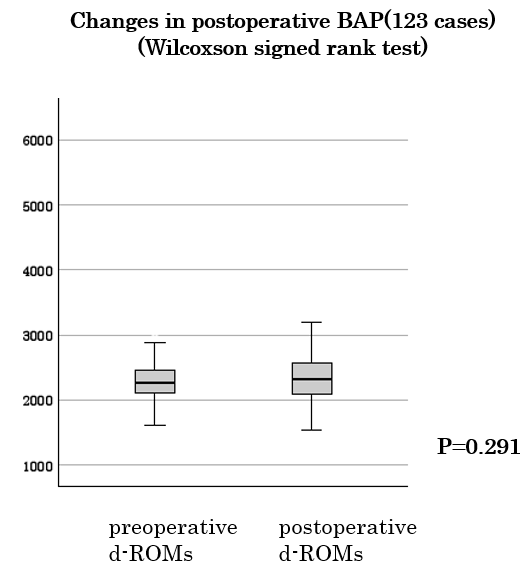 Changes in postoperative BAP(123 cases)
(Wilcoxson signed rank test)
6000
5000
4000
3000
2000
1000
P=0.291
preoperative
d-ROMs
postoperative
d-ROMs